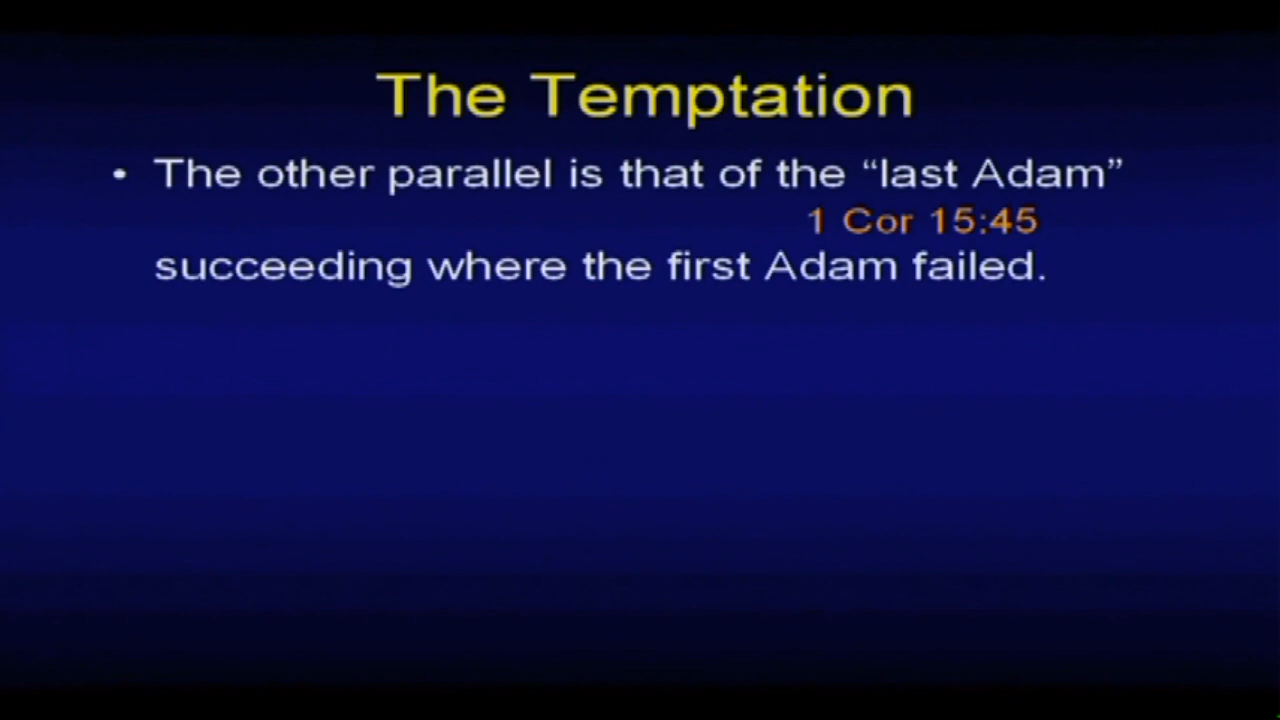 The Temptation
• The other parallel is that of the “last Adam”
1 Cor 15:45
succeeding where the first Adam failed.